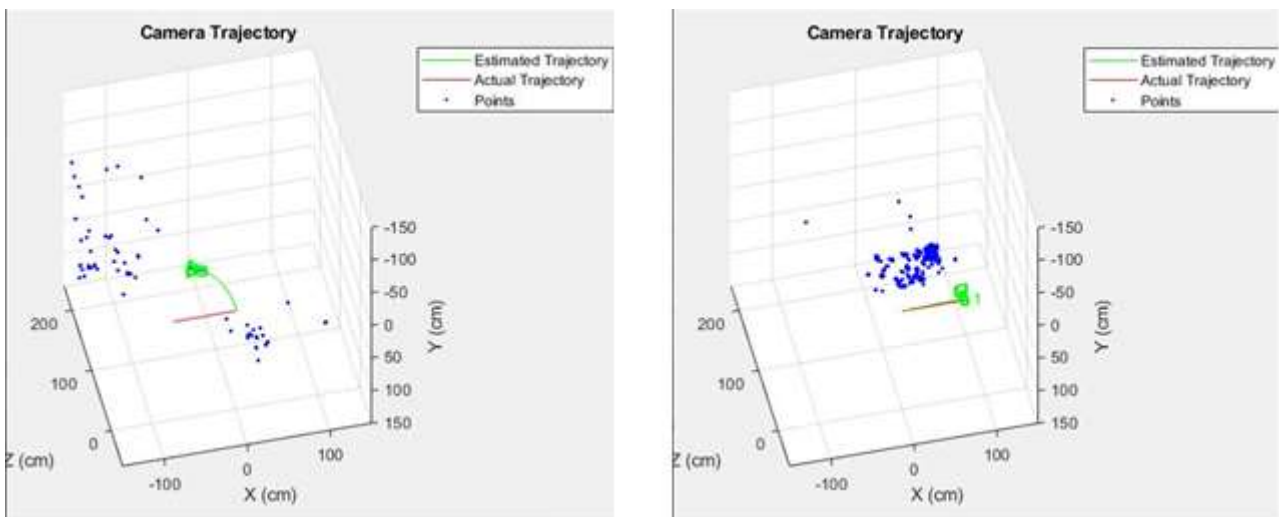 Camera Trajectory
Estimated Trajectory
Actual Trajectory
Points
-150
-100
-50
0
50
100
150
Y (cm)
200
100
0
Z (cm)
-100
0
100
X (cm)
Camera Trajectory
Estimated Trajectory
Actual Trajectory
Points
-150
-100
-50
0
50
100
150
Y (cm)
200
100
0
Z (cm)
-100
0
100
X (cm)